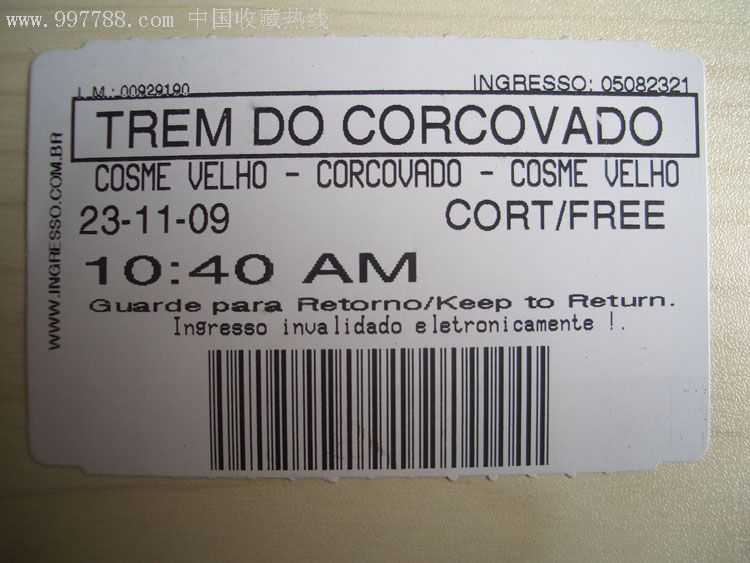 www.997788.com 中国收藏热线
I.M.: 00929190
INGRESSO: 05082321
TREM DO CORCOVADO
COSME VELHO - CORCOVADO - COSME VELHO
23-11-09
CORT/FREE
10:40 AM
Guarde para Retorno/Keep to Return.
Ingresso invalidado eletronicamente !.
WWW.INGRESSO.COM.BR